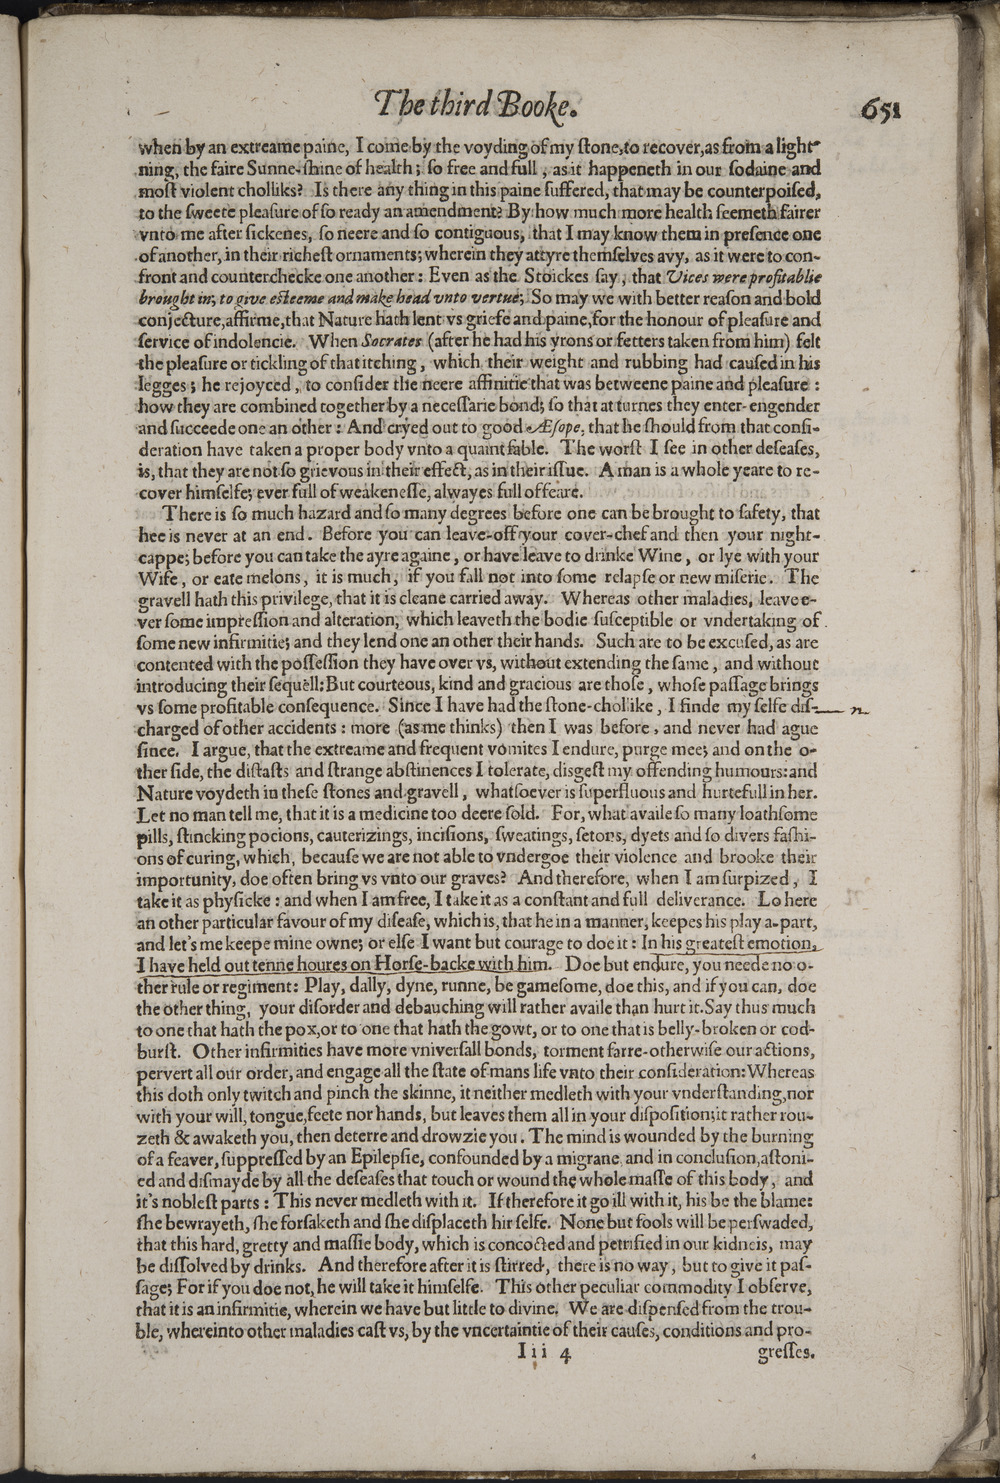 The third Booke. 651
when by an extreame paine, I come by the voyding of my ſtone, to recover, as from a light-
ning, the faire Sunne-ſhine of health; ſo free and full, as it happeneth in our ſodaine and
moſt violent cholliks? Is there any thing in this paine ſuffered, that may be counterpoiſed,
to the ſweete pleaſure of ſo ready an amendment? By how much more health ſeemeth fairer
vnto me after ſickenes, ſo neere and ſo contiguous, that I may know them in preſence one
of another, in their richeſt ornaments; wherein they attyre themſelves avy, as it were to con-
front and counterchecke one another: Even as the Stoickes ſay, that Vices were profitablie
brought in; to give eſteeme and make head vnto vertue; So may we with better reaſon and bold
conjecture, affirme, that Nature hath lent vs griefe and paine, for the honour of pleaſure and
ſervice of indolencie. When Socrates (after he had his yrons or fetters taken from him) felt
the pleaſure or tickling of that itching, which their weight and rubbing had cauſed in his
legges; he rejoyced, to conſider the neere affinitie that was betweene paine and pleaſure:
how they are combined together by a neceſſarie bond; ſo that at turnes they enter-engender
and ſucceede one an other: And cryed out to good Æſope, that he ſhould from that conſi-
deration have taken a proper body vnto a quaint fable. The worſt I ſee in other deſeaſes,
is, that they are not ſo grievous in their effect, as in their iſſue. A man is a whole yeare to re-
cover himſelfe; ever full of weakeneſſe, alwayes full of feare.
There is ſo much hazard and ſo many degrees before one can be brought to ſafety, that
hee is never at an end. Before you can leave-off your cover-chef and then your night-
cappe; before you can take the ayre againe, or have leave to drinke Wine, or lye with your
Wife, or eate melons, it is much, if you fall not into ſome relapſe or new miſerie. The
gravell hath this privilege, that it is cleane carried away. Whereas other maladies, leave e-
ver ſome impreſſion and alteration, which leaveth the bodie ſuſceptible or vndertaking of
ſome new infirmitie; and they lend one an other their hands. Such are to be excuſed, as are
contented with the poſſeſſion they have over vs, without extending the ſame, and without
introducing their ſequèll: But courteous, kind and gracious are thoſe, whoſe paſſage brings
vs ſome profitable conſequence. Since I have had the ſtone-chollike, I finde my ſelfe diſ- n
charged of other accidents: more (as me thinks) then I was before, and never had ague
ſince. I argue, that the extreame and frequent vomites I endure, purge mee; and on the o-
ther ſide, the diſtaſts and ſtrange abſtinences I tolerate, diſgeſt my offending humours: and
Nature voydeth in theſe ſtones and gravell, whatſoever is ſuperfluous and hurtefull in her.
Let no man tell me, that it is a medicine too deere ſold. For, what availe ſo many loathſome
pills, ſtincking pocions, cauterizings, inciſions, ſweatings, ſetons, dyets and ſo divers faſhi-
ons of curing, which, becauſe we are not able to vndergoe their violence and brooke their
importunity, doe often bring vs vnto our graves? And therefore, when I am ſurpized, I
take it as phyſicke: and when I am free, I take it as a conſtant and full deliverance. Lo here
an other particular favour of my diſeaſe, which is, that he in a manner, keepes his play a-part,
and let's me keepe mine owne; or elſe I want but courage to doe it: In his greateſt emotion,
I have held out tenne houres on Horſe-backe with him. Doe but endure, you neede no o-
ther rule or regiment: Play, dally, dyne, runne, be gameſome, doe this, and if you can, doe
the other thing, your diſorder and debauching will rather availe than hurt it. Say thus much
to one that hath the pox, or to one that hath the gowt, or to one that is belly-broken or cod-
burſt. Other infirmities have more vniverſall bonds, torment farre-otherwiſe our actions,
pervert all our order, and engage all the ſtate of mans life vnto their conſideration: Whereas
this doth only twitch and pinch the skinne, it neither medleth with your vnderſtanding, nor
with your will, tongue, feete nor hands, but leaves them all in your diſpoſition; it rather rou-
zeth & awaketh you, then deterre and drowzie you. The mind is wounded by the burning
of a feaver, ſuppreſſed by an Epilepſie, confounded by a migrane, and in concluſion, aſtoni-
ed and diſmayde by all the deſeaſes that touch or wound the whole maſſe of this body, and
it's nobleſt parts: This never medleth with it. If therefore it go ill with it, his be the blame:
ſhe bewrayeth, ſhe forſaketh and ſhe diſplaceth hir ſelfe. None but fools will be perſwaded,
that this hard, gretty and maſſie body, which is concocted and petrified in our kidneis, may
be diſſolved by drinks. And therefore after it is ſtirred, there is no way, but to give it paſ-
ſage; For if you doe not, he will take it himſelfe. This other peculiar commodity I obſerve,
that it is an infirmitie, wherein we have but little to divine. We are diſpenſed from the trou-
ble, whereinto other maladies caſt vs, by the vncertaintie of their cauſes, conditions and pro-
Iii 4 greſſes.